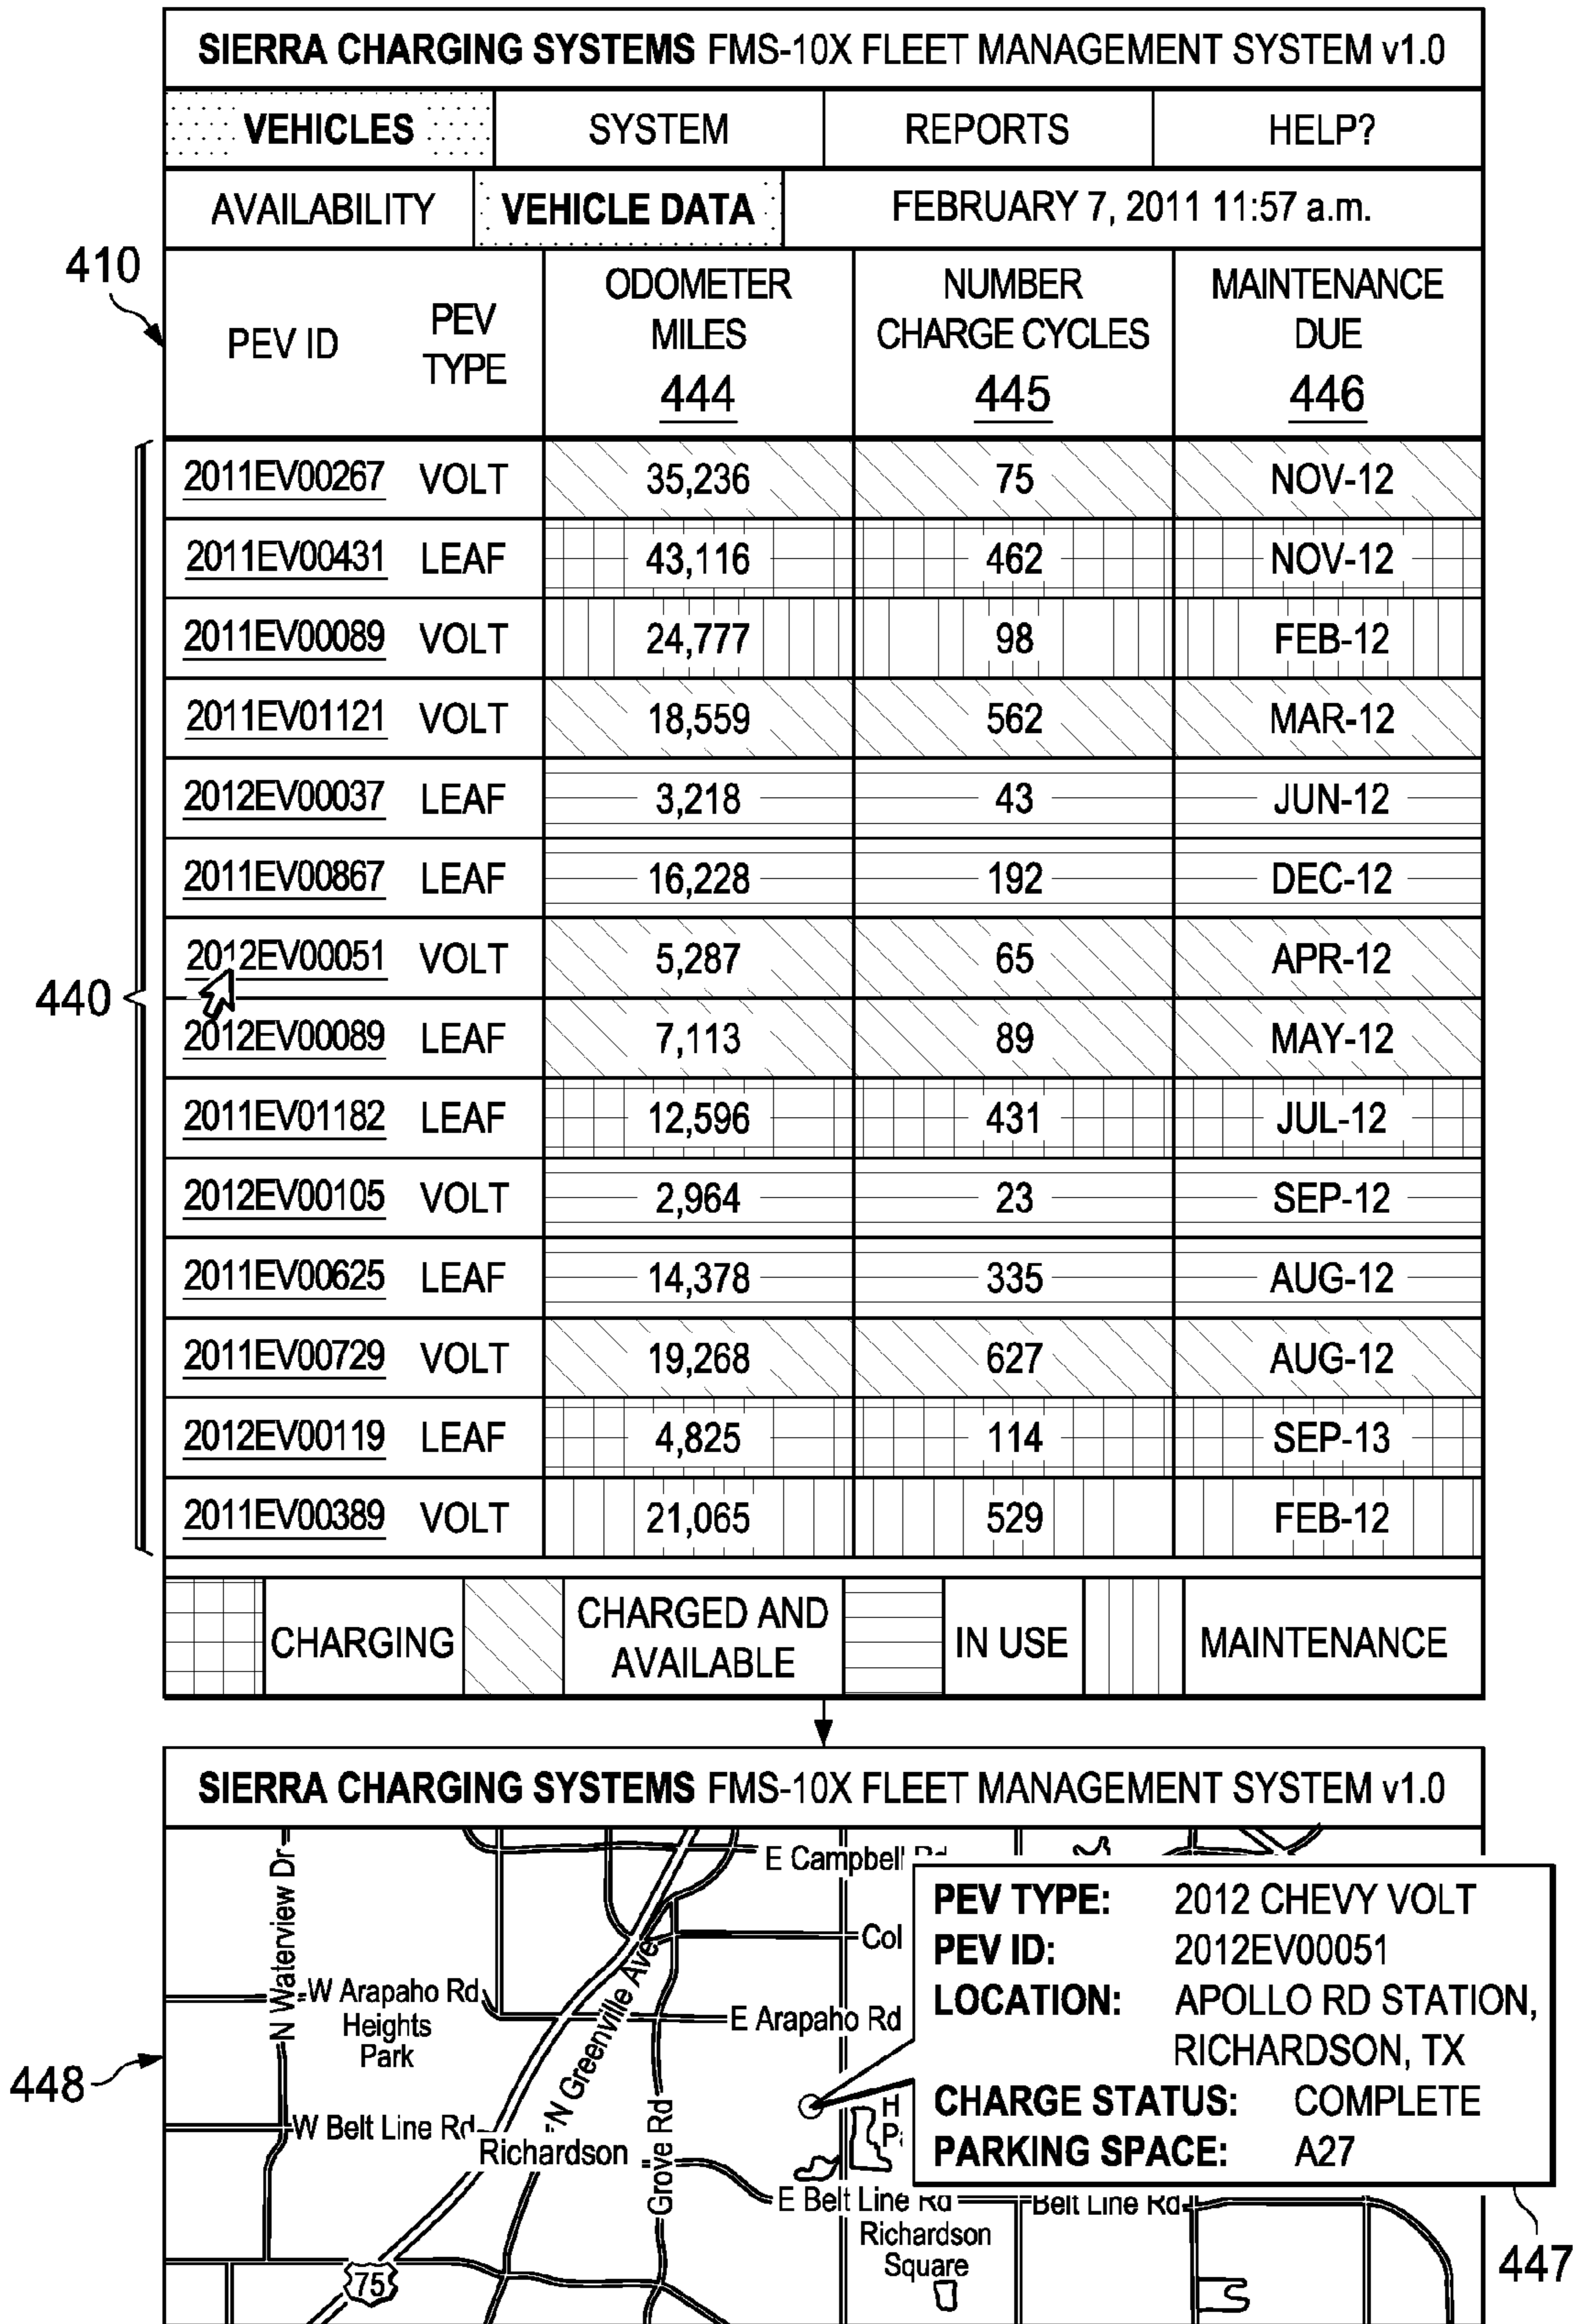 SIERRA CHARGING SYSTEMS FMS-10X FLEET MANAGEMENT SYSTEM v1.0
VEHICLES SYSTEM REPORTS HELP?
AVAILABILITY VEHICLE DATA FEBRUARY 7, 2011 11:57 a.m.
410
PEV ID PEV TYPE ODOMETER MILES 444 NUMBER CHARGE CYCLES 445 MAINTENANCE DUE 446
2011EV00267 VOLT 35,236 75 NOV-12
2011EV00431 LEAF 43,116 462 NOV-12
2011EV00089 VOLT 24,777 98 FEB-12
2011EV01121 VOLT 18,559 562 MAR-12
2012EV00037 LEAF 3,218 43 JUN-12
2011EV00867 LEAF 16,228 192 DEC-12
2012EV00051 VOLT 5,287 65 APR-12
440
2012EV00089 LEAF 7,113 89 MAY-12
2011EV01182 LEAF 12,596 431 JUL-12
2012EV00105 VOLT 2,964 23 SEP-12
2011EV00625 LEAF 14,378 335 AUG-12
2011EV00729 VOLT 19,268 627 AUG-12
2012EV00119 LEAF 4,825 114 SEP-13
2011EV00389 VOLT 21,065 529 FEB-12
CHARGING CHARGED AND AVAILABLE IN USE MAINTENANCE
SIERRA CHARGING SYSTEMS FMS-10X FLEET MANAGEMENT SYSTEM v1.0
N Waterview Dr
E Campbell Rd
Col
W Arapaho Rd
Heights
Park
N Greenville Ave
E Arapaho Rd
448
W Belt Line Rd
Richardson
Grove Rd
H
Pa
E Belt Line Rd
Belt Line Rd
Richardson
Square
75
PEV TYPE: 2012 CHEVY VOLT
PEV ID: 2012EV00051
LOCATION: APOLLO RD STATION,
RICHARDSON, TX
CHARGE STATUS: COMPLETE
PARKING SPACE: A27
447